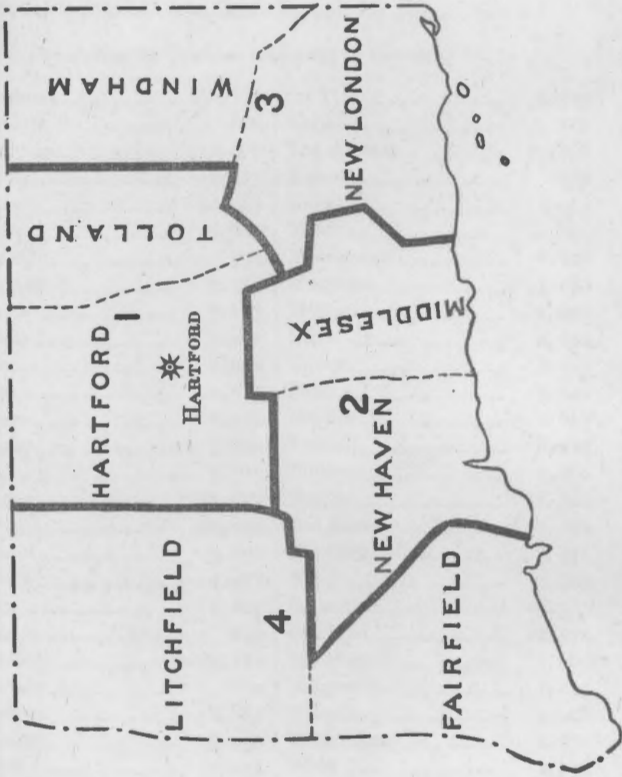 LITCHFIELD
HARTFORD
1
TOLLAND
WINDHAM
HARTFORD
4
2
3
NEW HAVEN
MIDDLESEX
NEW LONDON
FAIRFIELD